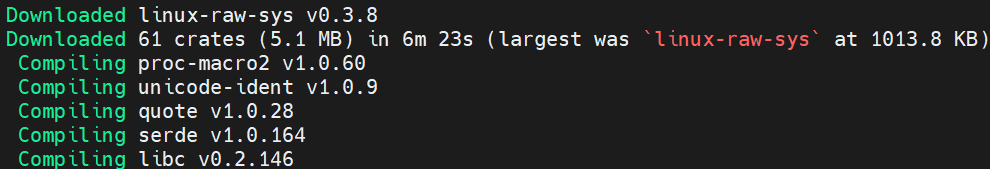 Downloaded linux-raw-sys v0.3.8
Downloaded 61 crates (5.1 MB) in 6m 23s (largest was `linux-raw-sys` at 1013.8 KB)
Compiling proc-macro2 v1.0.60
Compiling unicode-ident v1.0.9
Compiling quote v1.0.28
Compiling serde v1.0.164
Compiling libc v0.2.146